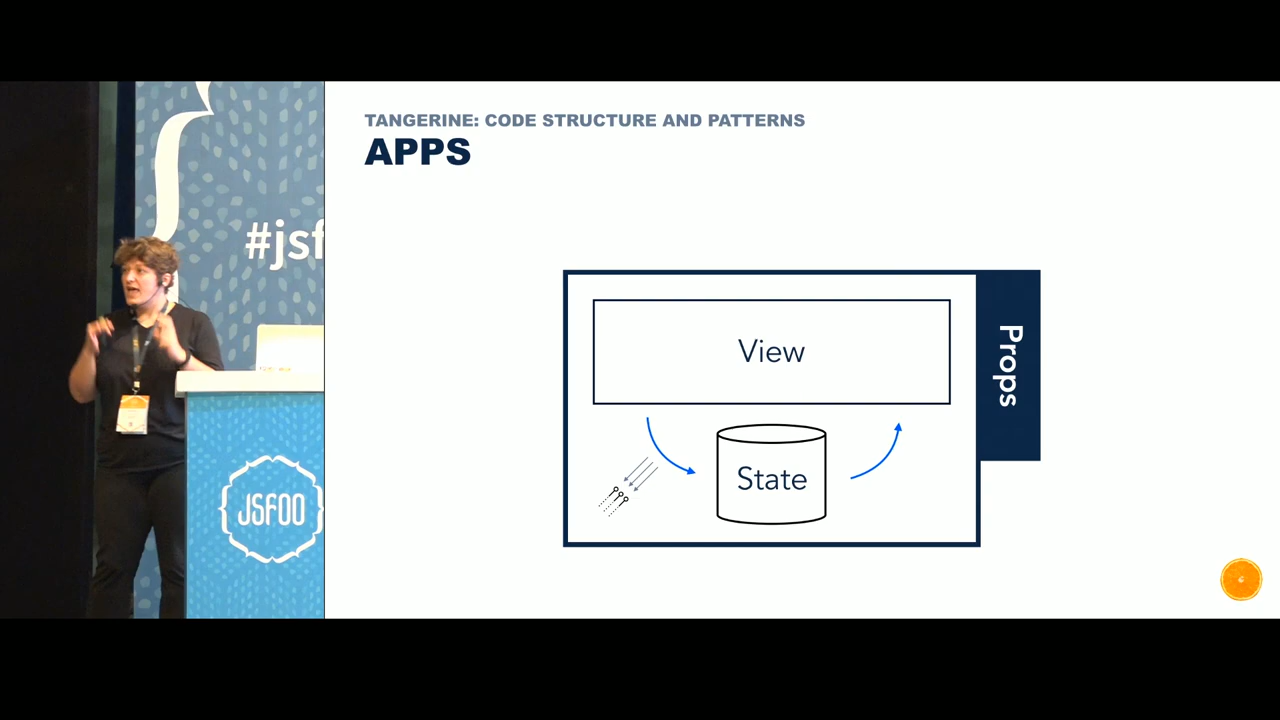 TANGERINE: CODE STRUCTURE AND PATTERNS
APPS
#jsf
View
Props
State
JSFOO